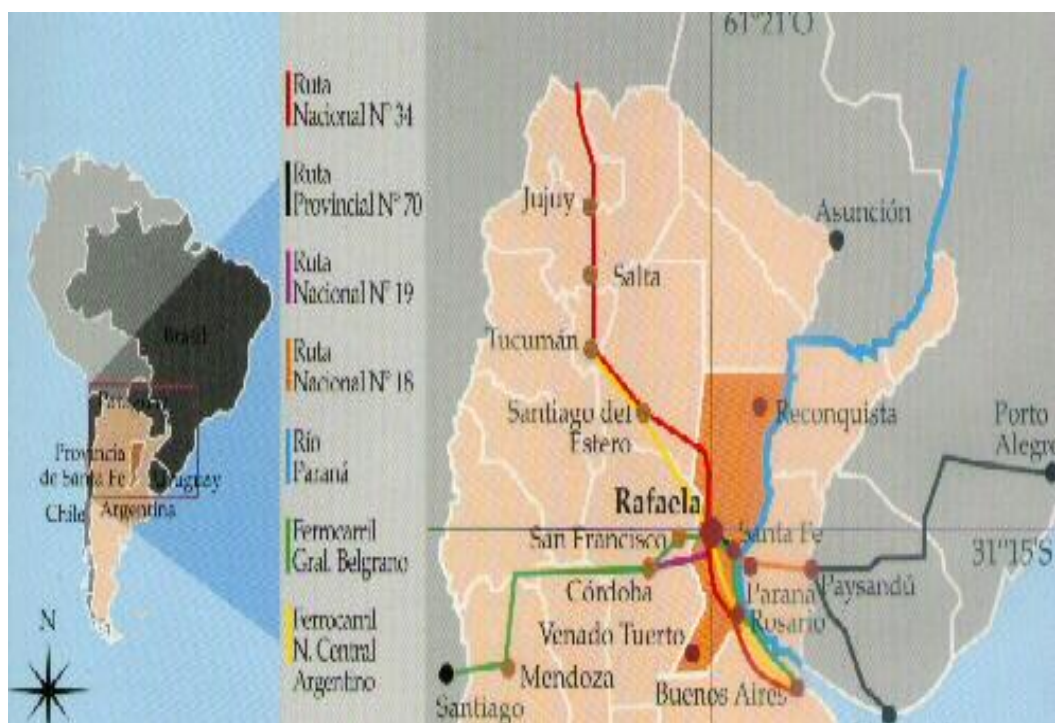 61°21'O
Ruta
Nacional N° 34
Ruta
Provincial N° 70
Ruta
Nacional N° 19
Ruta
Nacional N° 18
Río
Paraná
Ferrocarril
Gral. Belgrano
Ferrocarril
N. Central
Argentino
Brasil
Paraguay
Provincia
de Santa Fe
Uruguay
Argentina
Chile
N
Jujuy
Asunción
Salta
Tucumán
Santiago del
Estero
Reconquista
Porto
Alegre
Rafaela
San Francisco
Santa Fe
31°15'S
Córdoba
Paraná
Paysandú
Rosario
Venado Tuerto
Mendoza
Buenos Aires
Santiago